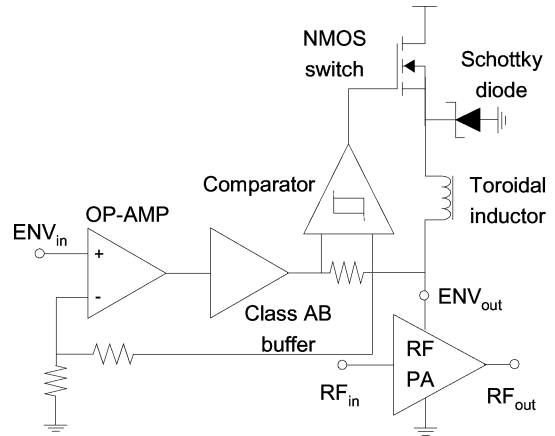 NMOS
switch
Schottky
diode
Comparator
Toroidal
inductor
OP-AMP
ENVin
+
-
Class AB
buffer
ENVout
RF
PA
RFin
RFout